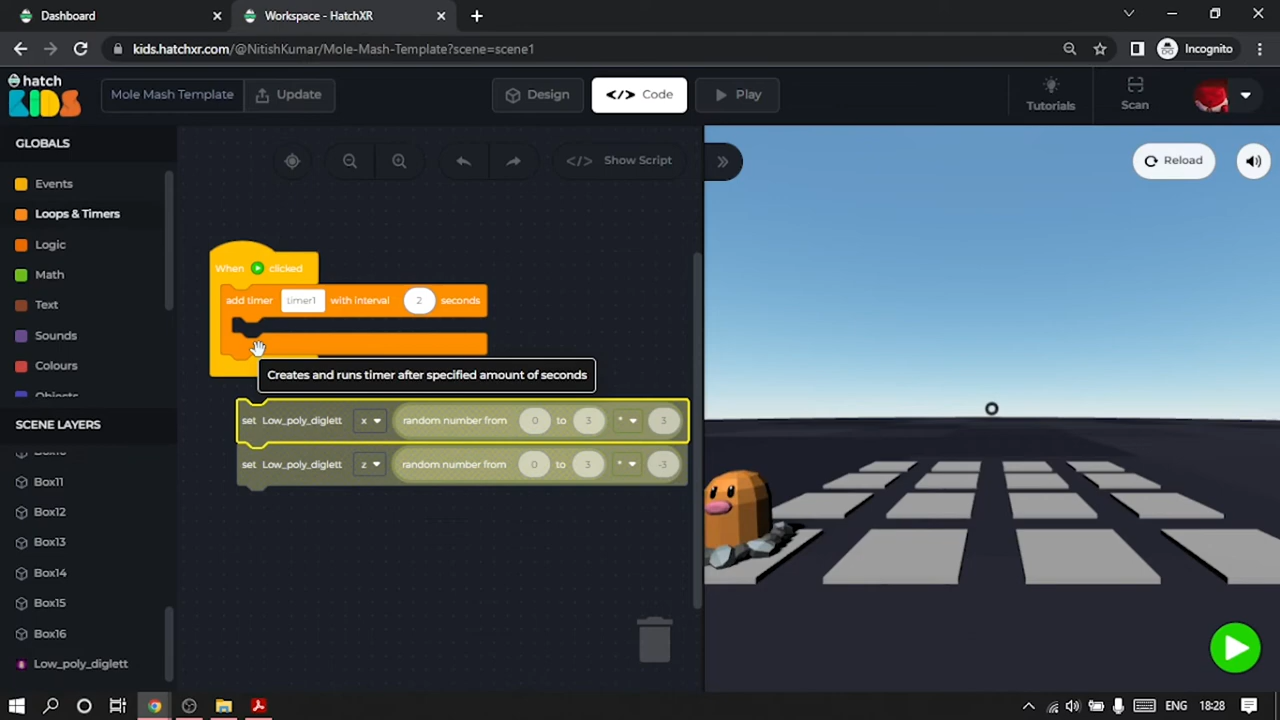 Dashboard
Workspace - HatchXR
kids.hatchxr.com/@NitishKumar/Mole-Mash-Template?scene=scene1
Incognito
hatch
KIDS
Mole Mash Template
Update
Design
</> Code
Play
Tutorials
Scan
GLOBALS
Events
Loops & Timers
Logic
Math
Text
Sounds
Colours
Objects
SCENE LAYERS
Box10
Box11
Box12
Box13
Box14
Box15
Box16
Low_poly_diglett
</> Show Script
Reload
When clicked
add timer timer1 with interval 2 seconds
Creates and runs timer after specified amount of seconds
set Low_poly_diglett x random number from 0 to 3 * 3
set Low_poly_diglett z random number from 0 to 3 * -3
ENG
18:28